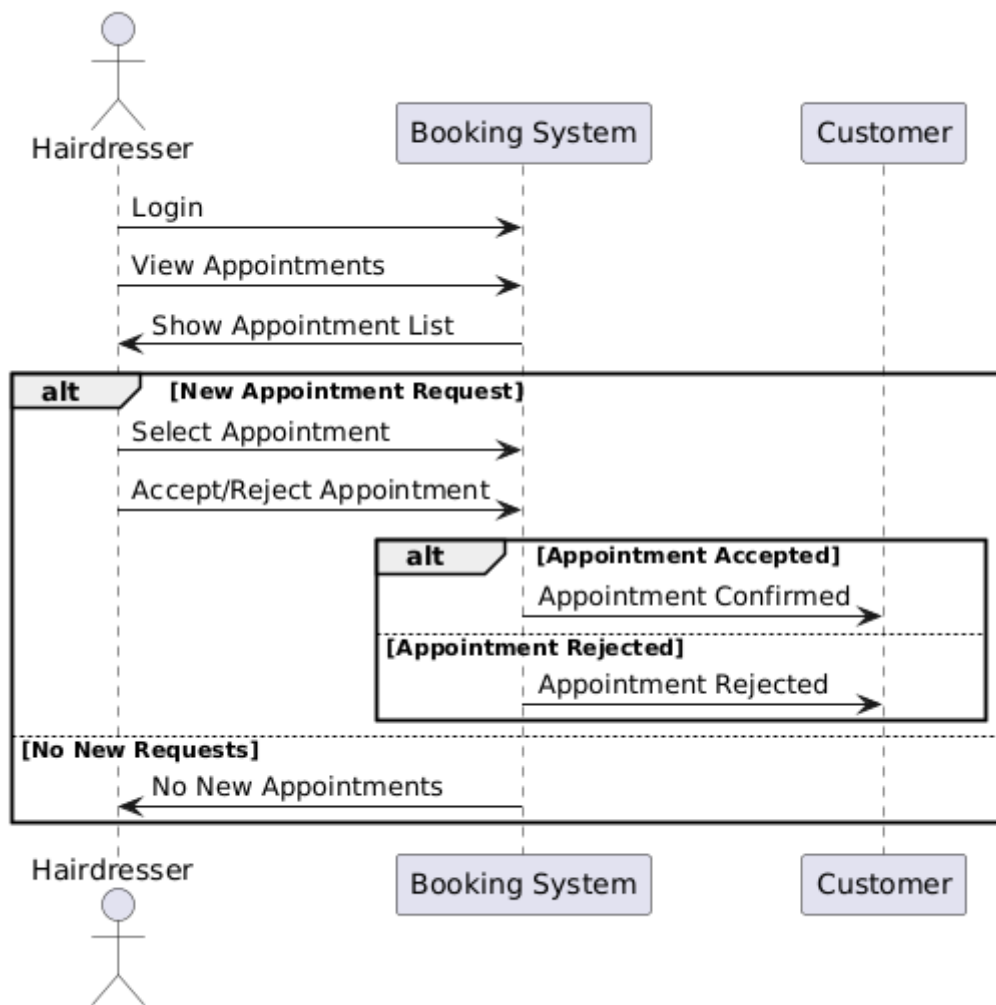 Hairdresser
Booking System
Customer
Login
View Appointments
Show Appointment List
alt
[New Appointment Request]
Select Appointment
Accept/Reject Appointment
alt
[Appointment Accepted]
Appointment Confirmed
[Appointment Rejected]
Appointment Rejected
[No New Requests]
No New Appointments
Hairdresser
Booking System
Customer